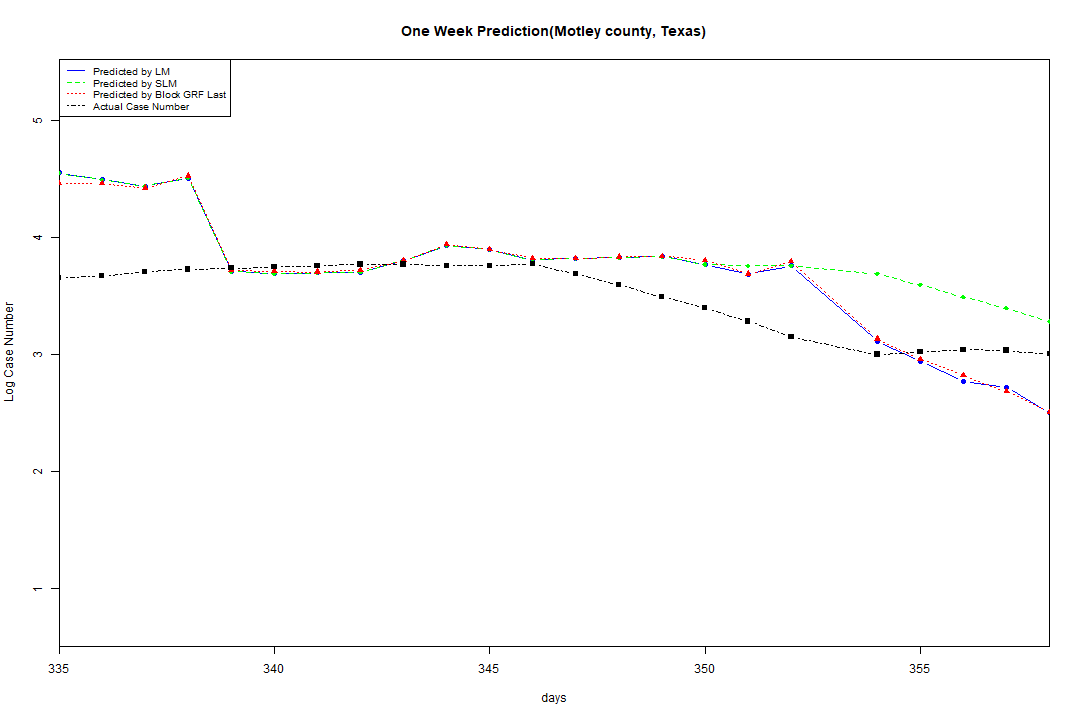 One Week Prediction(Motley county, Texas)
Predicted by LM
Predicted by SLM
Predicted by Block GRF Last
Actual Case Number
5
4
3
2
1
Log Case Number
335 340 345 350 355
days